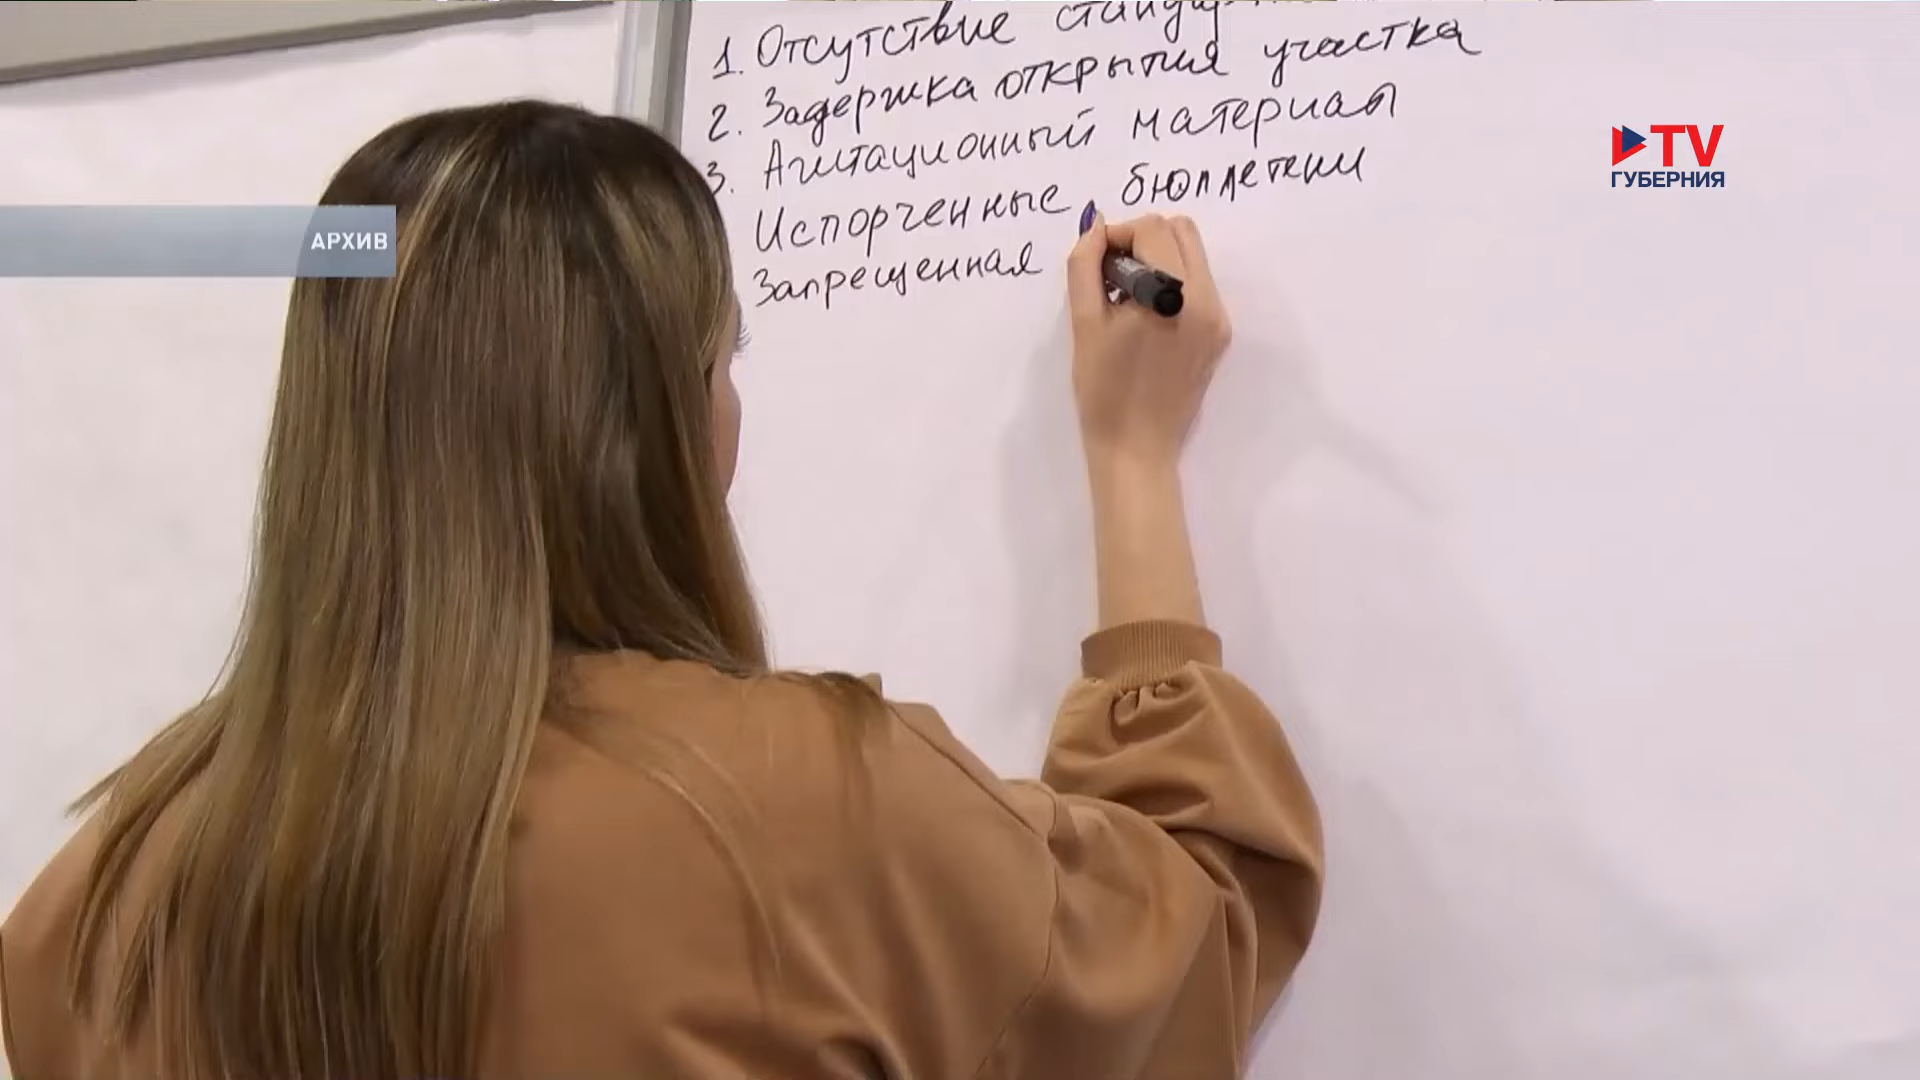 1. Отсутствие
2. Задержка открытия участка
3. Агитационный материал
Испорченные бюллетени
Запрещенная
АРХИВ
TV
ГУБЕРНИЯ